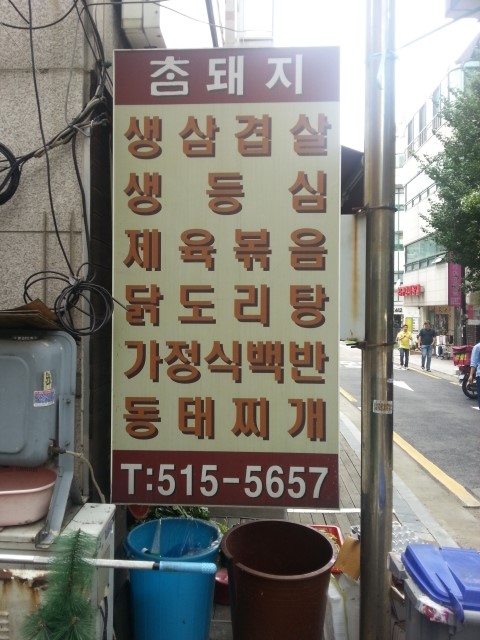 촘돼지
생삼겹살
생등심
제육볶음
닭도리탕
가정식백반
동태찌개
T:515-5657